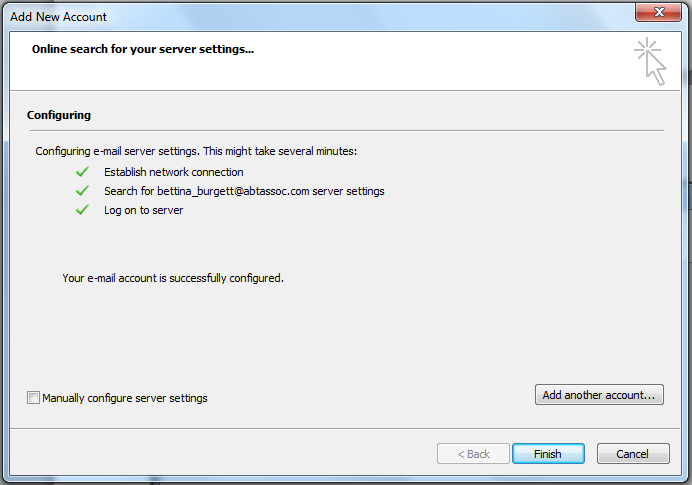 Add New Account
Online search for your server settings...
Configuring
Configuring e-mail server settings. This might take several minutes:
Establish network connection
Search for bettina_burgett@abtassoc.com server settings
Log on to server
Your e-mail account is successfully configured.
Manually configure server settings
Add another account...
< Back
Finish
Cancel